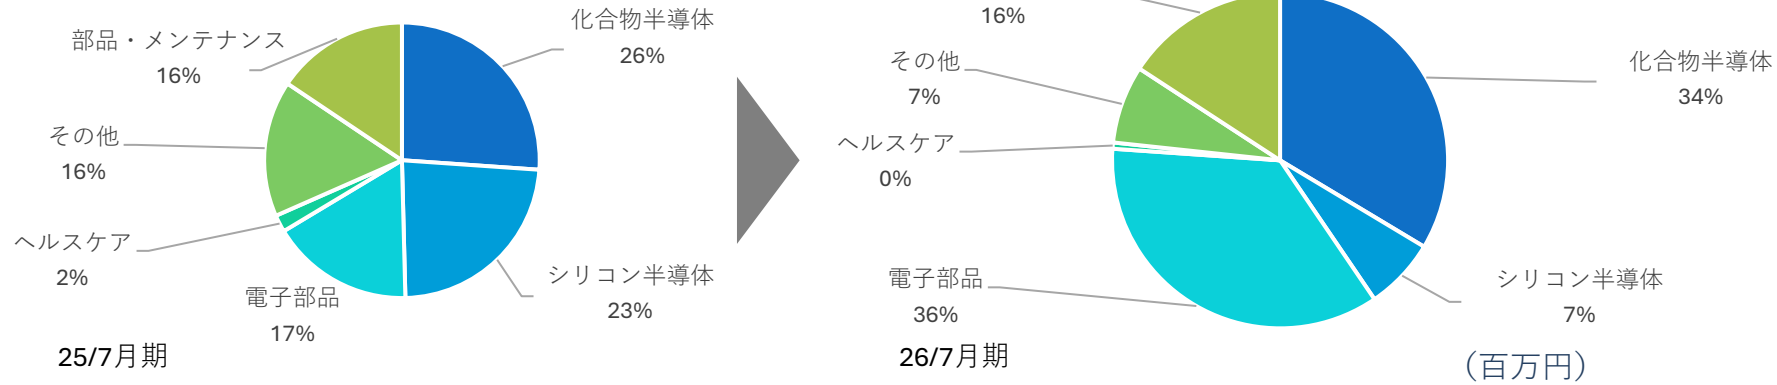 化合物半導体
26%
部品・メンテナンス
16%
その他
16%
ヘルスケア
2%
電子部品
17%
シリコン半導体
23%
25/7月期
16%
その他
7%
ヘルスケア
0%
電子部品
36%
化合物半導体
34%
シリコン半導体
7%
26/7月期
（百万円）